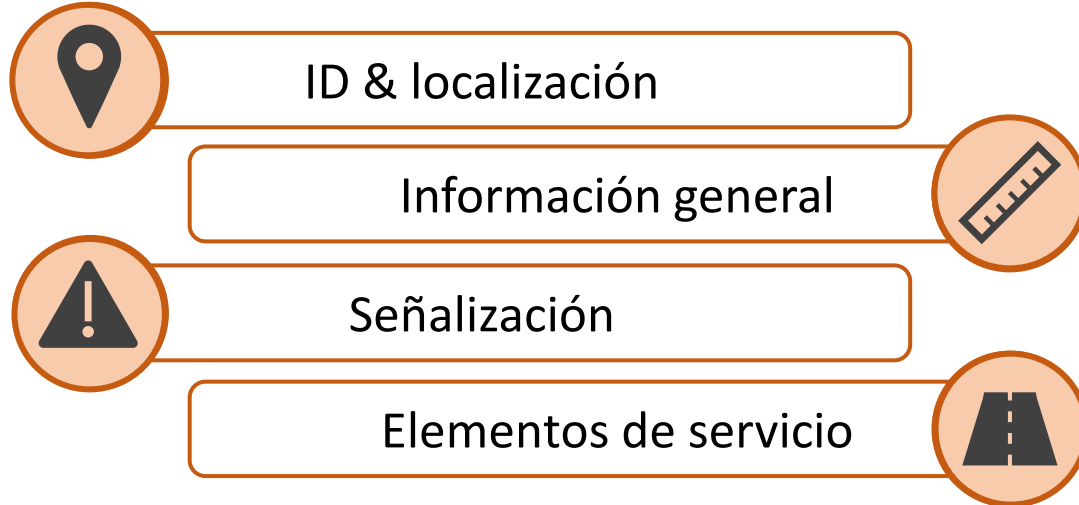 ID & localización
Información general
Señalización
Elementos de servicio